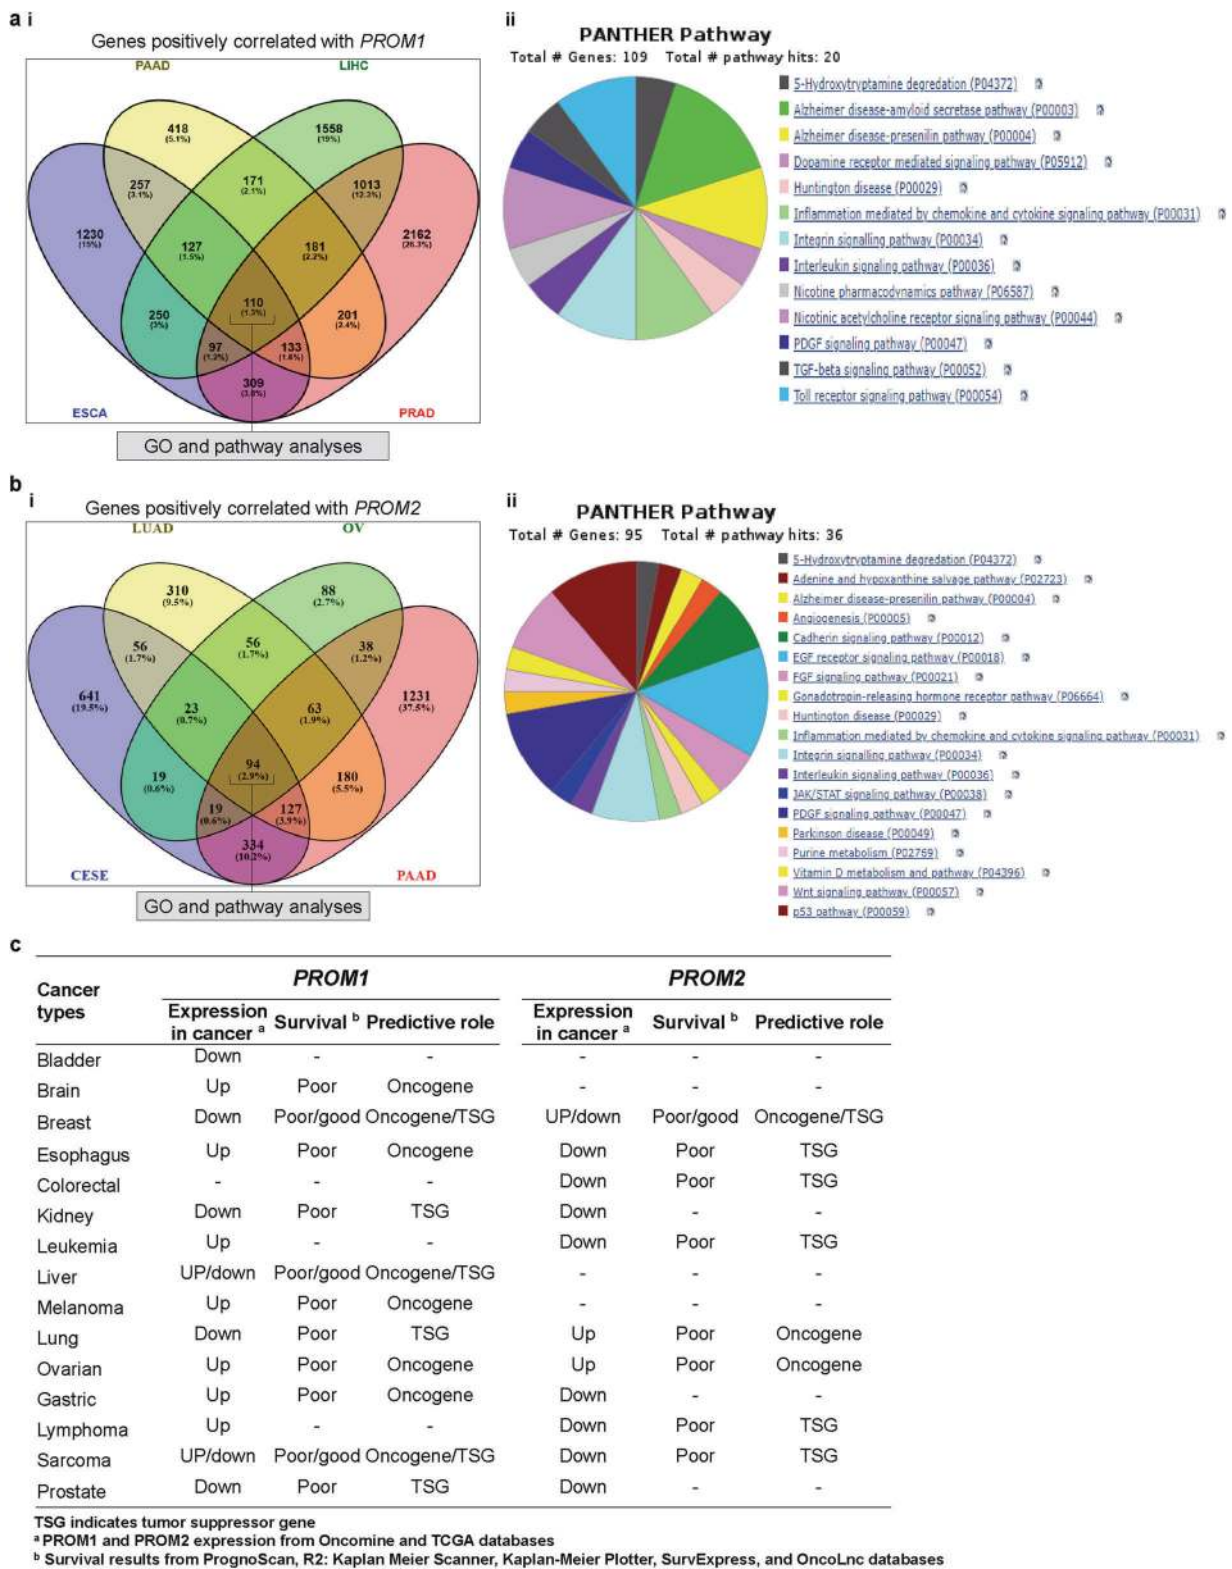 a i
Genes positively correlated with PROM1
PAAD
LIHC
418
(5.1%)
1558
(19%)
257
(3.1%)
171
(2.1%)
1013
(12.3%)
1230
(15%)
127
(1.5%)
181
(2.2%)
2162
(26.3%)
110
(1.3%)
250
(3%)
201
(2.4%)
97
(1.2%)
133
(1.6%)
309
(3.8%)
ESCA
PRAD
GO and pathway analyses
ii
PANTHER Pathway
Total # Genes: 109 Total # pathway hits: 20
5-Hydroxytryptamine degredation (P04372)
Alzheimer disease-amyloid secretase pathway (P00003)
Alzheimer disease-presenilin pathway (P00004)
Dopamine receptor mediated signaling pathway (P05912)
Huntington disease (P00029)
Inflammation mediated by chemokine and cytokine signaling pathway (P00031)
Integrin signalling pathway (P00034)
Interleukin signaling pathway (P00036)
Nicotine pharmacodynamics pathway (P06587)
Nicotinic acetylcholine receptor signaling pathway (P00044)
PDGF signaling pathway (P00047)
TGF-beta signaling pathway (P00052)
Toll receptor signaling pathway (P00054)
b i
Genes positively correlated with PROM2
LUAD
OV
310
(9.5%)
88
(2.7%)
56
(1.7%)
56
(1.7%)
38
(1.2%)
641
(19.5%)
23
(0.7%)
63
(1.9%)
1231
(37.5%)
94
(2.9%)
19
(0.6%)
180
(5.5%)
19
(0.6%)
127
(3.9%)
334
(10.2%)
CESE
PAAD
GO and pathway analyses
ii
PANTHER Pathway
Total # Genes: 95 Total # pathway hits: 36
5-Hydroxytryptamine degredation (P04372)
Adenine and hypoxanthine salvage pathway (P02723)
Alzheimer disease-presenilin pathway (P00004)
Angiogenesis (P00005)
Cadherin signaling pathway (P00012)
EGF receptor signaling pathway (P00018)
FGF signaling pathway (P00021)
Gonadotropin-releasing hormone receptor pathway (P06664)
Huntington disease (P00029)
Inflammation mediated by chemokine and cytokine signaling pathway (P00031)
Integrin signalling pathway (P00034)
Interleukin signaling pathway (P00036)
JAK/STAT signaling pathway (P00038)
PDGF signaling pathway (P00047)
Parkinson disease (P00049)
Purine metabolism (P02769)
Vitamin D metabolism and pathway (P04396)
Wnt signaling pathway (P00057)
p53 pathway (P00059)
c
Cancer types PROM1 PROM2
Expression in cancer a Survival b Predictive role Expression in cancer a Survival b Predictive role
Bladder Down - - - - -
Brain Up Poor Oncogene - - -
Breast Down Poor/good Oncogene/TSG UP/down Poor/good Oncogene/TSG
Esophagus Up Poor Oncogene Down Poor TSG
Colorectal - - - Down Poor TSG
Kidney Down Poor TSG Down - -
Leukemia Up - - Down Poor TSG
Liver UP/down Poor/good Oncogene/TSG - - -
Melanoma Up Poor Oncogene - - -
Lung Down Poor TSG Up Poor Oncogene
Ovarian Up Poor Oncogene Up Poor Oncogene
Gastric Up Poor Oncogene Down - -
Lymphoma Up - - Down Poor TSG
Sarcoma UP/down Poor/good Oncogene/TSG Down Poor TSG
Prostate Down Poor TSG Down - -
TSG indicates tumor suppressor gene
a PROM1 and PROM2 expression from Oncomine and TCGA databases
b Survival results from PrognoScan, R2: Kaplan Meier Scanner, Kaplan-Meier Plotter, SurvExpress, and OncoLnc databases